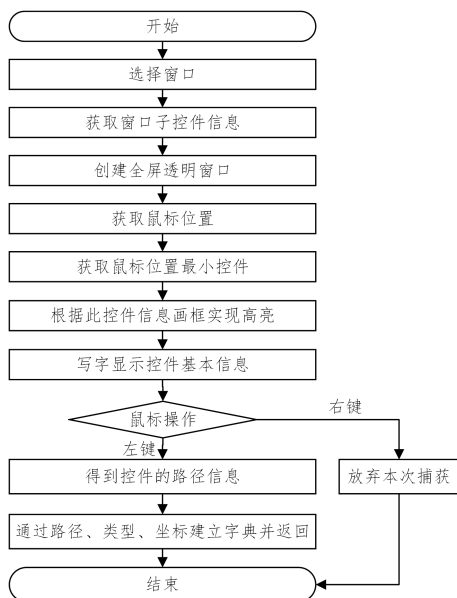 开始
选择窗口
获取窗口子控件信息
创建全屏透明窗口
获取鼠标位置
获取鼠标位置最小控件
根据此控件信息画框实现高亮
写字显示控件基本信息
鼠标操作
右键
左键
得到控件的路径信息
放弃本次捕获
通过路径、类型、坐标建立字典并返回
结束